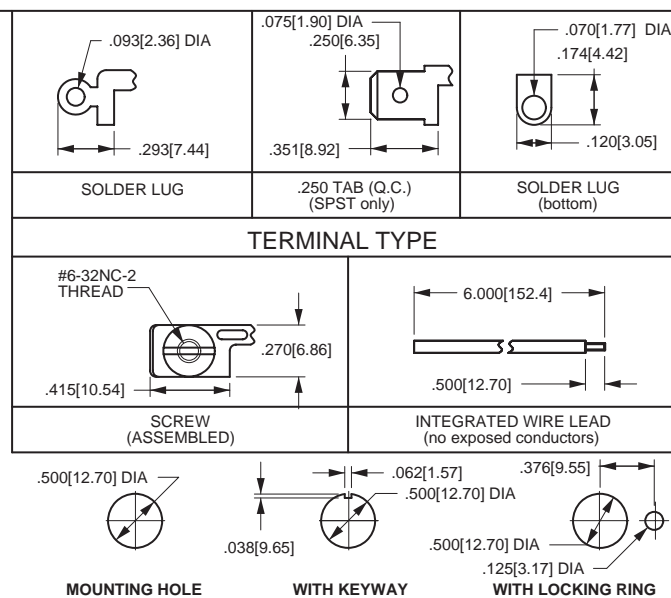 .093[2.36] DIA
.293[7.44]
SOLDER LUG
.075[1.90] DIA
.250[6.35]
.351[8.92]
.250 TAB (Q.C.)
(SPST only)
.070[1.77] DIA
.174[4.42]
.120[3.05]
SOLDER LUG
(bottom)
TERMINAL TYPE
#6-32NC-2
THREAD
.270[6.86]
.415[10.54]
SCREW
(ASSEMBLED)
6.000[152.4]
.500[12.70]
INTEGRATED WIRE LEAD
(no exposed conductors)
.500[12.70] DIA
MOUNTING HOLE
.062[1.57]
.500[12.70] DIA
.038[9.65]
WITH KEYWAY
.376[9.55]
.500[12.70] DIA
.125[3.17] DIA
WITH LOCKING RING